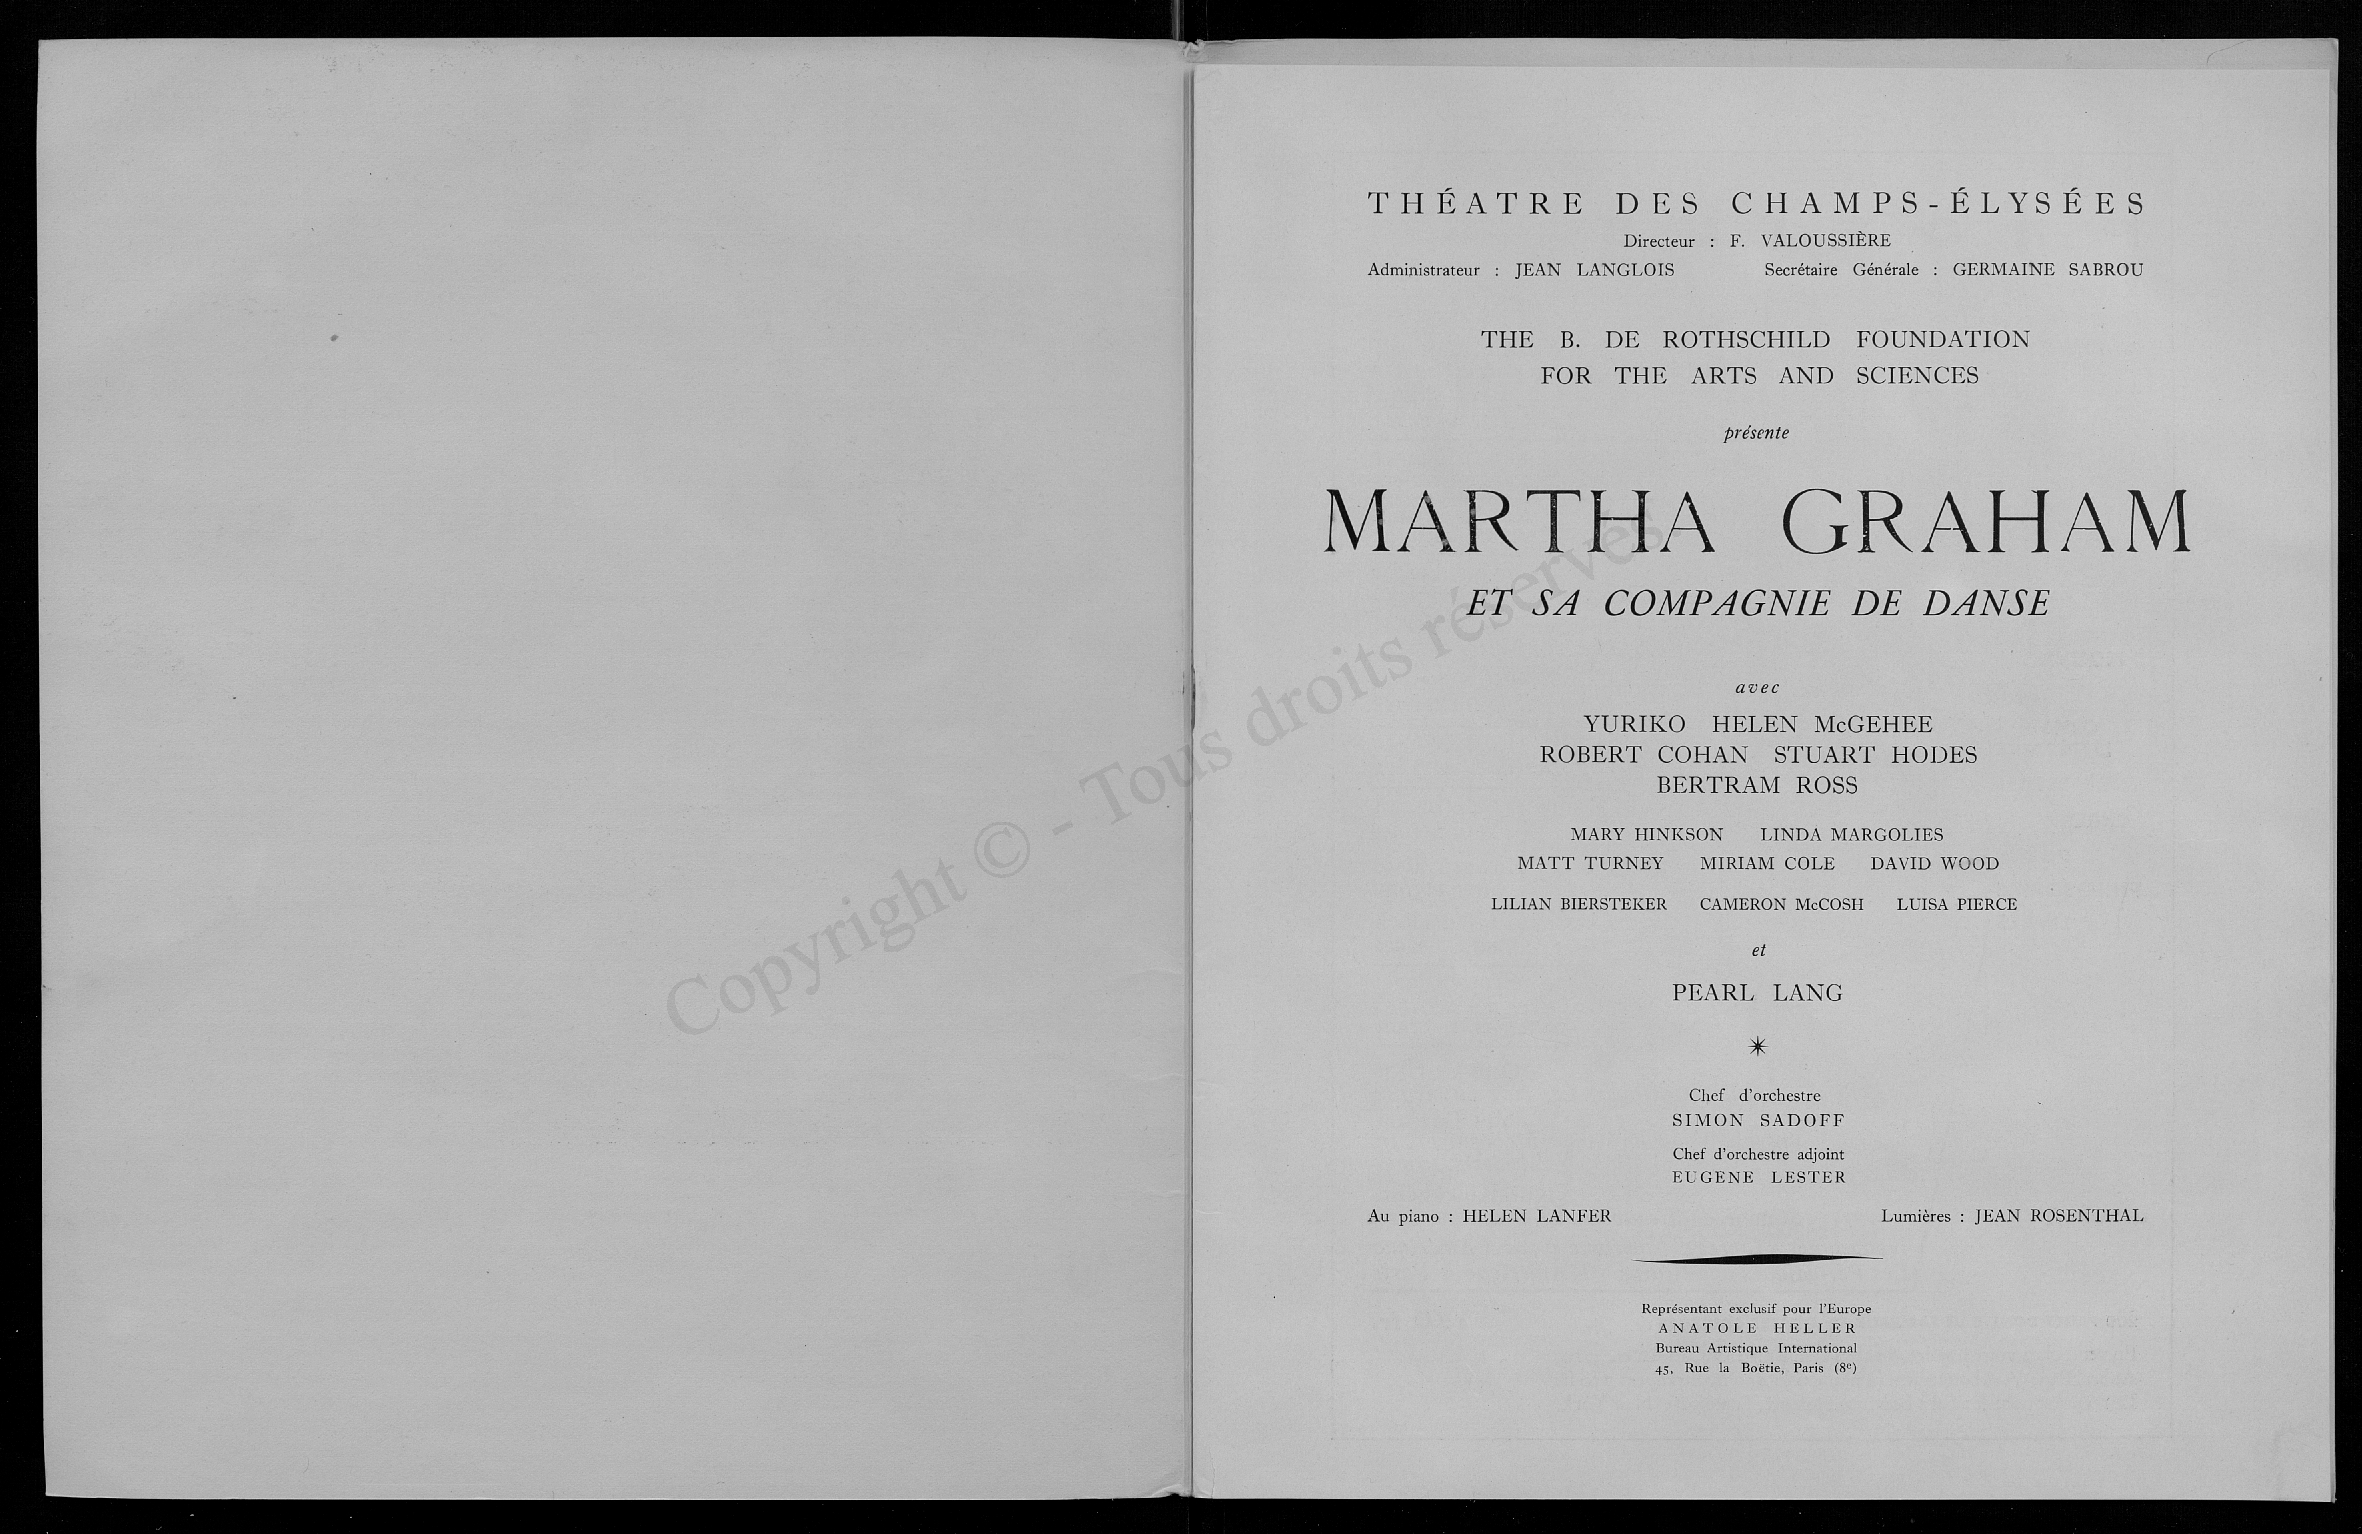 THÉATRE DES CHAMPS-ÉLYSÉES
Directeur : F. VALOUSSIÈRE
Administrateur : JEAN LANGLOIS Secrétaire Générale : GERMAINE SABROU
THE B. DE ROTHSCHILD FOUNDATION
FOR THE ARTS AND SCIENCES
présente
MARTHA GRAHAM
ET SA COMPAGNIE DE DANSE
avec
YURIKO HELEN McGEHEE
ROBERT COHAN STUART HODES
BERTRAM ROSS
MARY HINKSON LINDA MARGOLIES
MATT TURNEY MIRIAM COLE DAVID WOOD
LILIAN BIERSTEKER CAMERON McCOSH LUISA PIERCE
et
PEARL LANG
Chef d'orchestre
SIMON SADOFF
Chef d'orchestre adjoint
EUGENE LESTER
Au piano : HELEN LANFER Lumières : JEAN ROSENTHAL
Représentant exclusif pour l'Europe
ANATOLE HELLER
Bureau Artistique International
45, Rue la Boëtie, Paris (8e)
Copyright © - Tous droits réservés